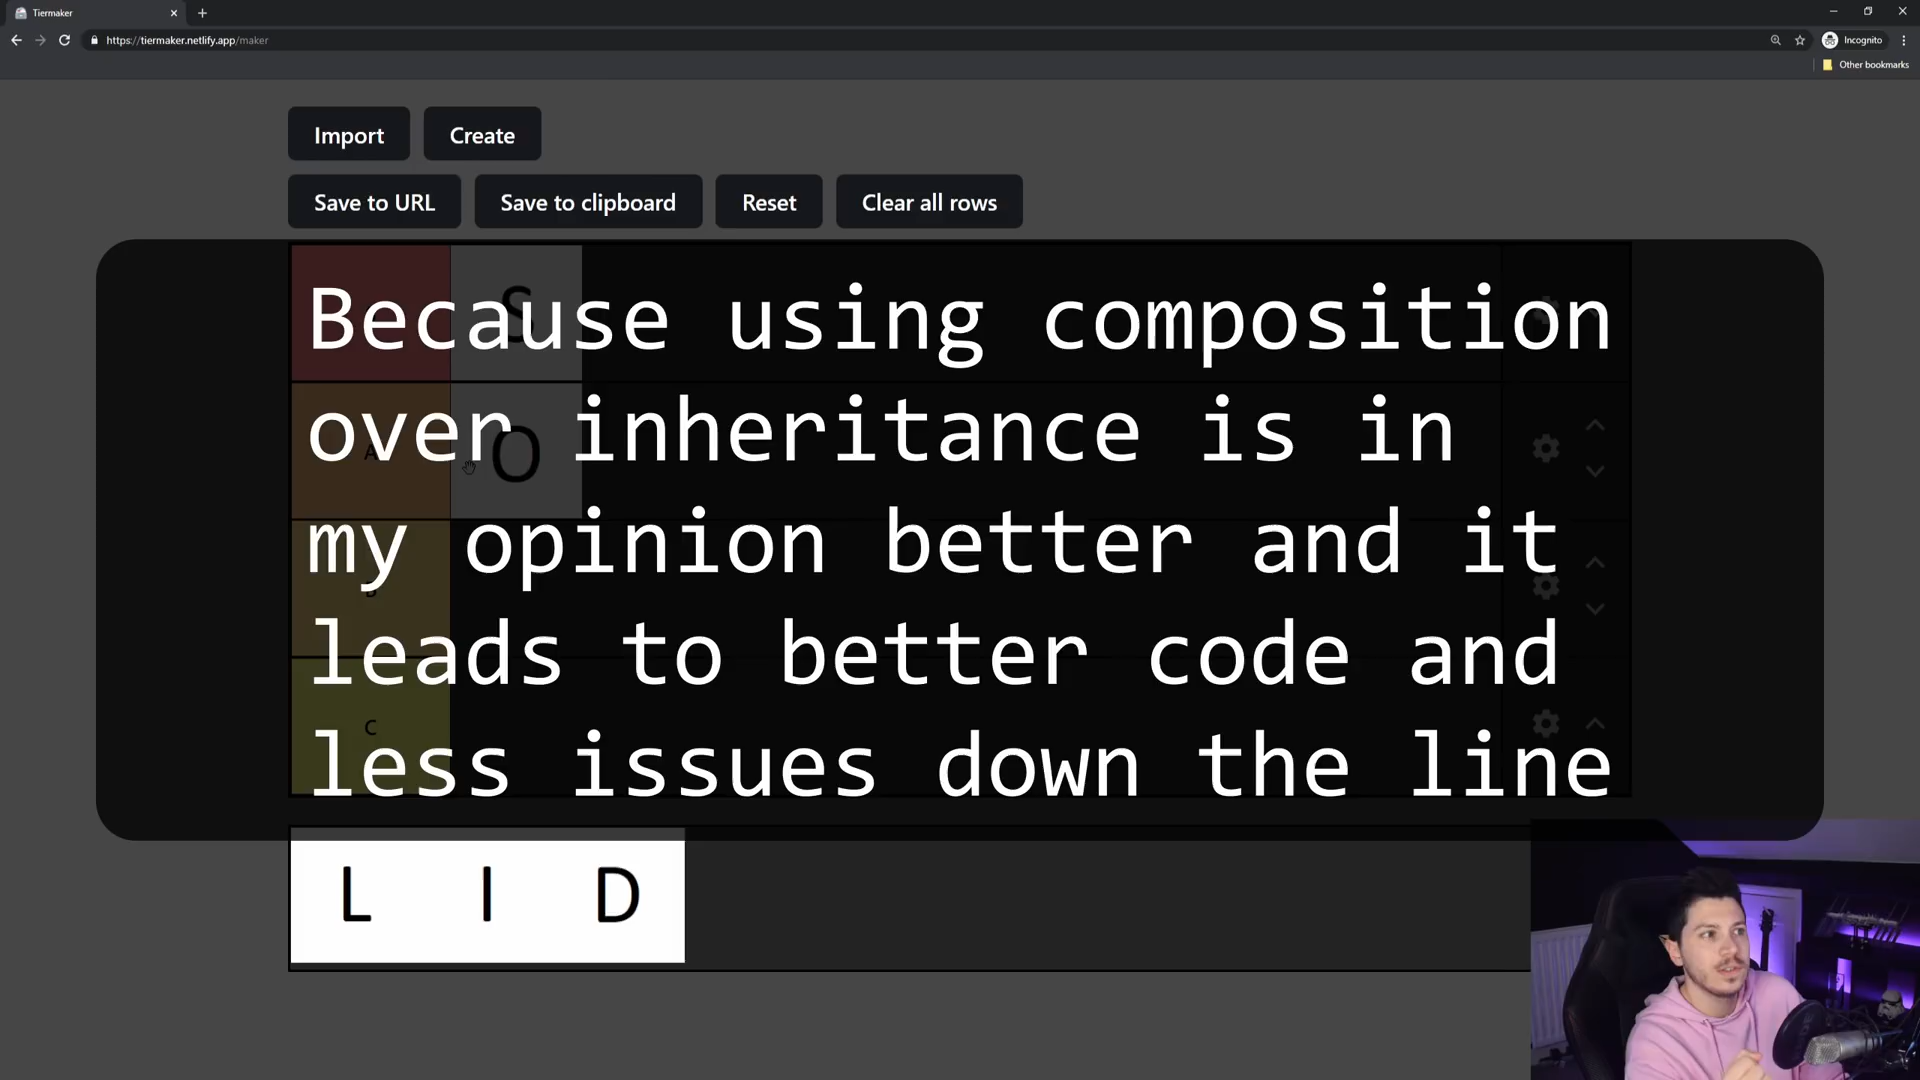 Tiermaker
https://tiermaker.netlify.app/maker
Incognito
Other bookmarks
Import Create
Save to URL Save to clipboard Reset Clear all rows
S
Because using composition
over inheritance is in
A O
my opinion better and it
B
leads to better code and
C
less issues down the line
L I D